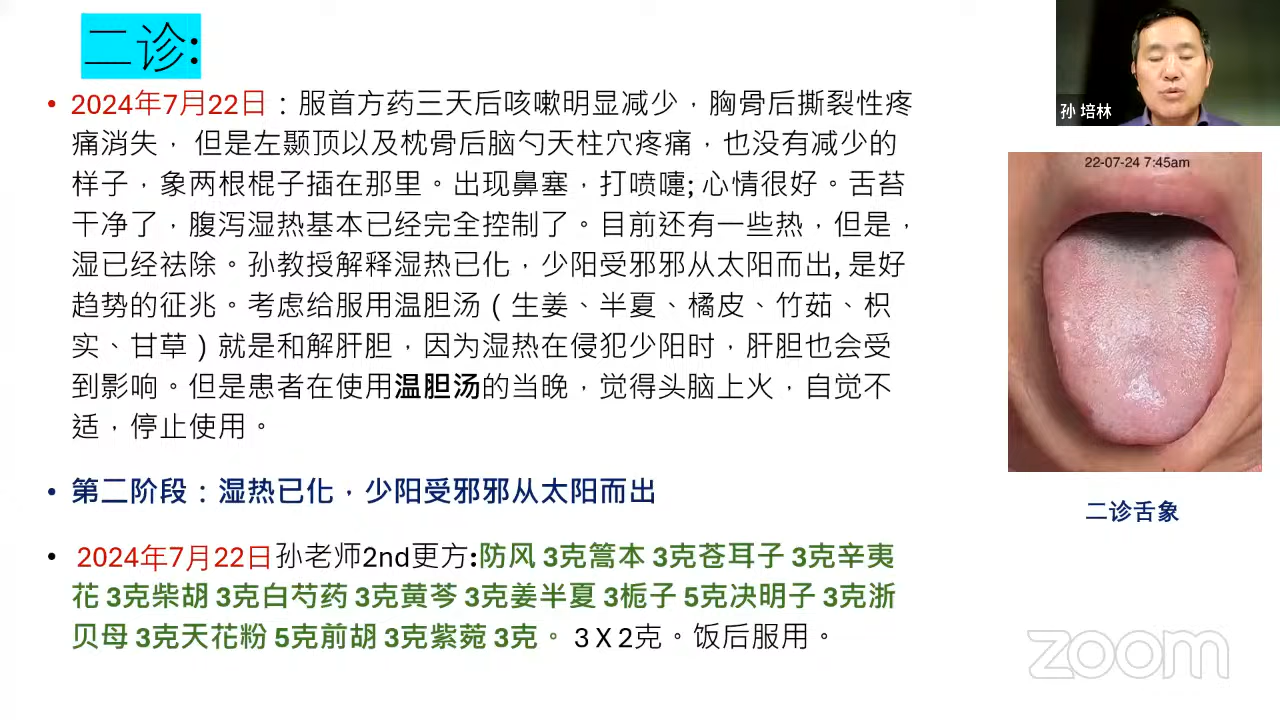 二诊:
• 2024年7月22日：服首方药三天后咳嗽明显减少，胸骨后撕裂性疼
痛消失， 但是左颞顶以及枕骨后脑勺天柱穴疼痛，也没有减少的
样子，象两根棍子插在那里。出现鼻塞，打喷嚏; 心情很好。舌苔
干净了，腹泻湿热基本已经完全控制了。目前还有一些热，但是，
湿已经祛除。孙教授解释湿热已化，少阳受邪邪从太阳而出, 是好
趋势的征兆。考虑给服用温胆汤（生姜、半夏、橘皮、竹茹、枳
实、甘草）就是和解肝胆，因为湿热在侵犯少阳时，肝胆也会受
到影响。但是患者在使用温胆汤的当晚，觉得头脑上火，自觉不
适，停止使用。
• 第二阶段：湿热已化，少阳受邪邪从太阳而出
• 2024年7月22日孙老师2nd更方:防风 3克篙本 3克苍耳子 3克辛夷
花 3克柴胡 3克白芍药 3克黄芩 3克姜半夏 3栀子 5克决明子 3克浙
贝母 3克天花粉 5克前胡 3克紫菀 3克。 3 X 2克。饭后服用。
孙 培林
22-07-24 7:45am
二诊舌象
zoom